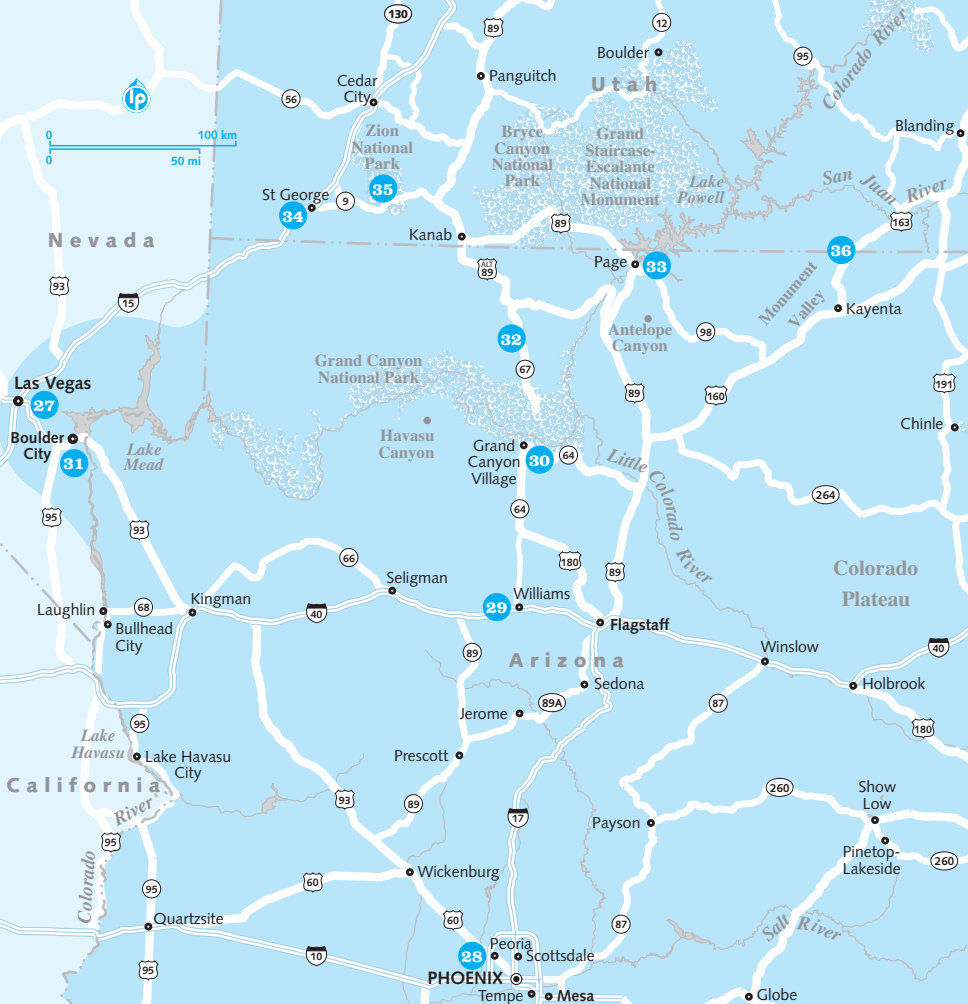 130
89
12
Boulder
95
Colorado River
Panguitch
Utah
Cedar
City
lp
56
0
100 km
0
50 mi
Zion
National
Park
Bryce
Canyon
National
Park
Grand
Staircase-
Escalante
National
Monument
Blanding
Lake
Powell
San Juan River
St George
35
9
34
163
89
Nevada
Kanab
36
Page
33
ALT
89
93
15
Monument
Valley
Kayenta
Antelope
Canyon
98
32
Grand Canyon
National Park
67
Las Vegas
27
89
160
191
Boulder
City
31
Lake
Mead
Havasu
Canyon
Grand
Canyon
Village
30
64
Chinle
Little Colorado River
264
95
93
64
66
180
89
Colorado
Plateau
Seligman
Laughlin
68
Kingman
40
29
Williams
Bullhead
City
Flagstaff
89
Arizona
Winslow
40
Sedona
Holbrook
Jerome
89A
87
95
180
Lake
Havasu
Lake Havasu
City
Prescott
California
93
89
17
260
Show
Low
River
Payson
95
Pinetop-
Lakeside
260
Colorado
Wickenburg
60
95
60
87
Quartzsite
Salt River
10
28
Peoria
Scottsdale
95
PHOENIX
Tempe
Mesa
Globe